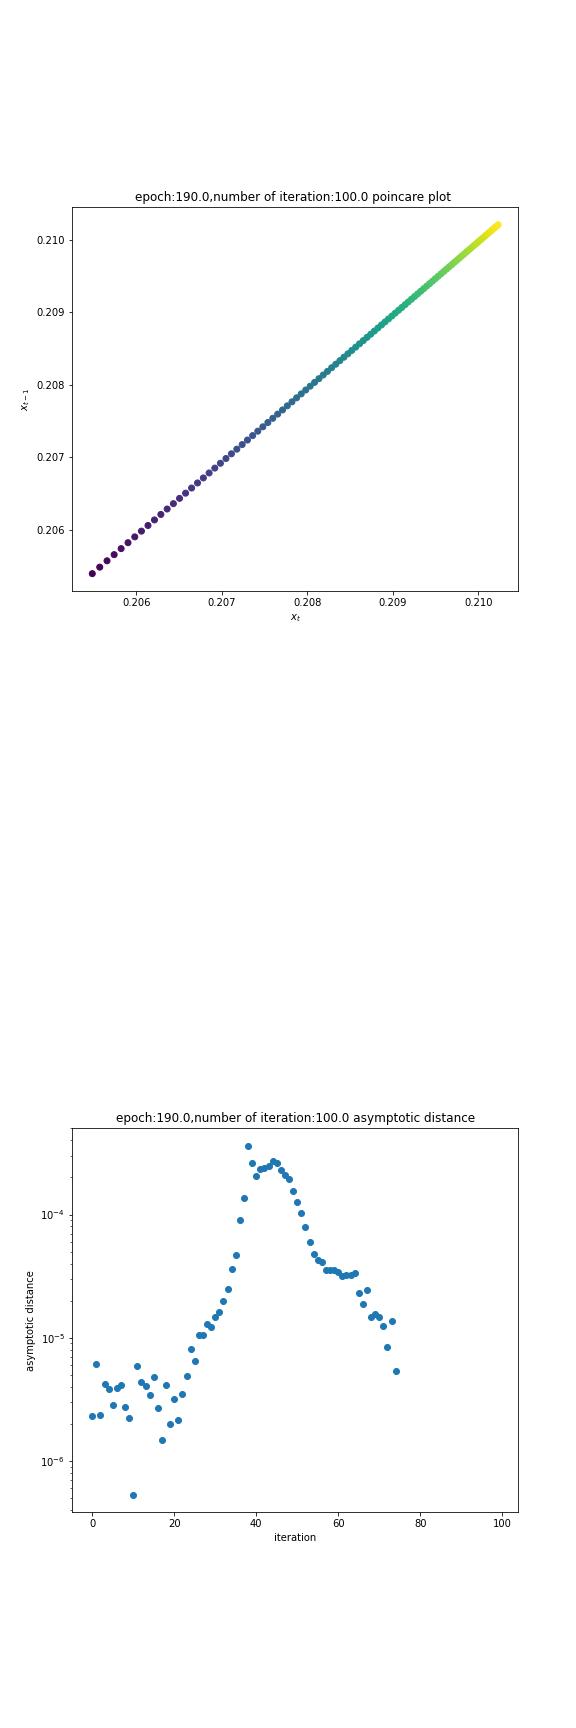 epoch:190.0,number of iteration:100.0 poincare plot
0.210
0.209
0.208
0.207
0.206
x_{t−1}
0.206 0.207 0.208 0.209 0.210
x_t
epoch:190.0,number of iteration:100.0 asymptotic distance
10^{−4}
10^{−5}
10^{−6}
asymptotic distance
0 20 40 60 80 100
iteration